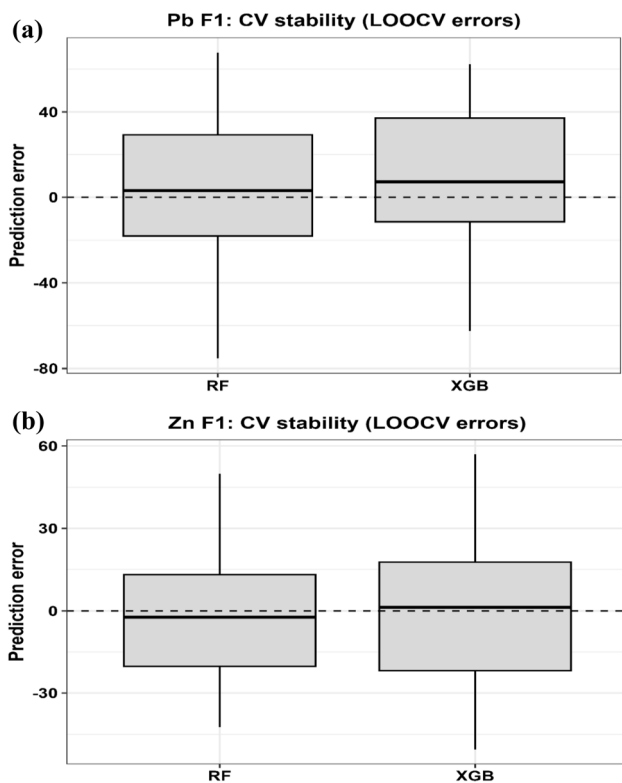 (a)
Pb F1: CV stability (LOOCV errors)
Prediction error
40
0
-40
-80
RF XGB
(b)
Zn F1: CV stability (LOOCV errors)
Prediction error
60
30
0
-30
RF XGB